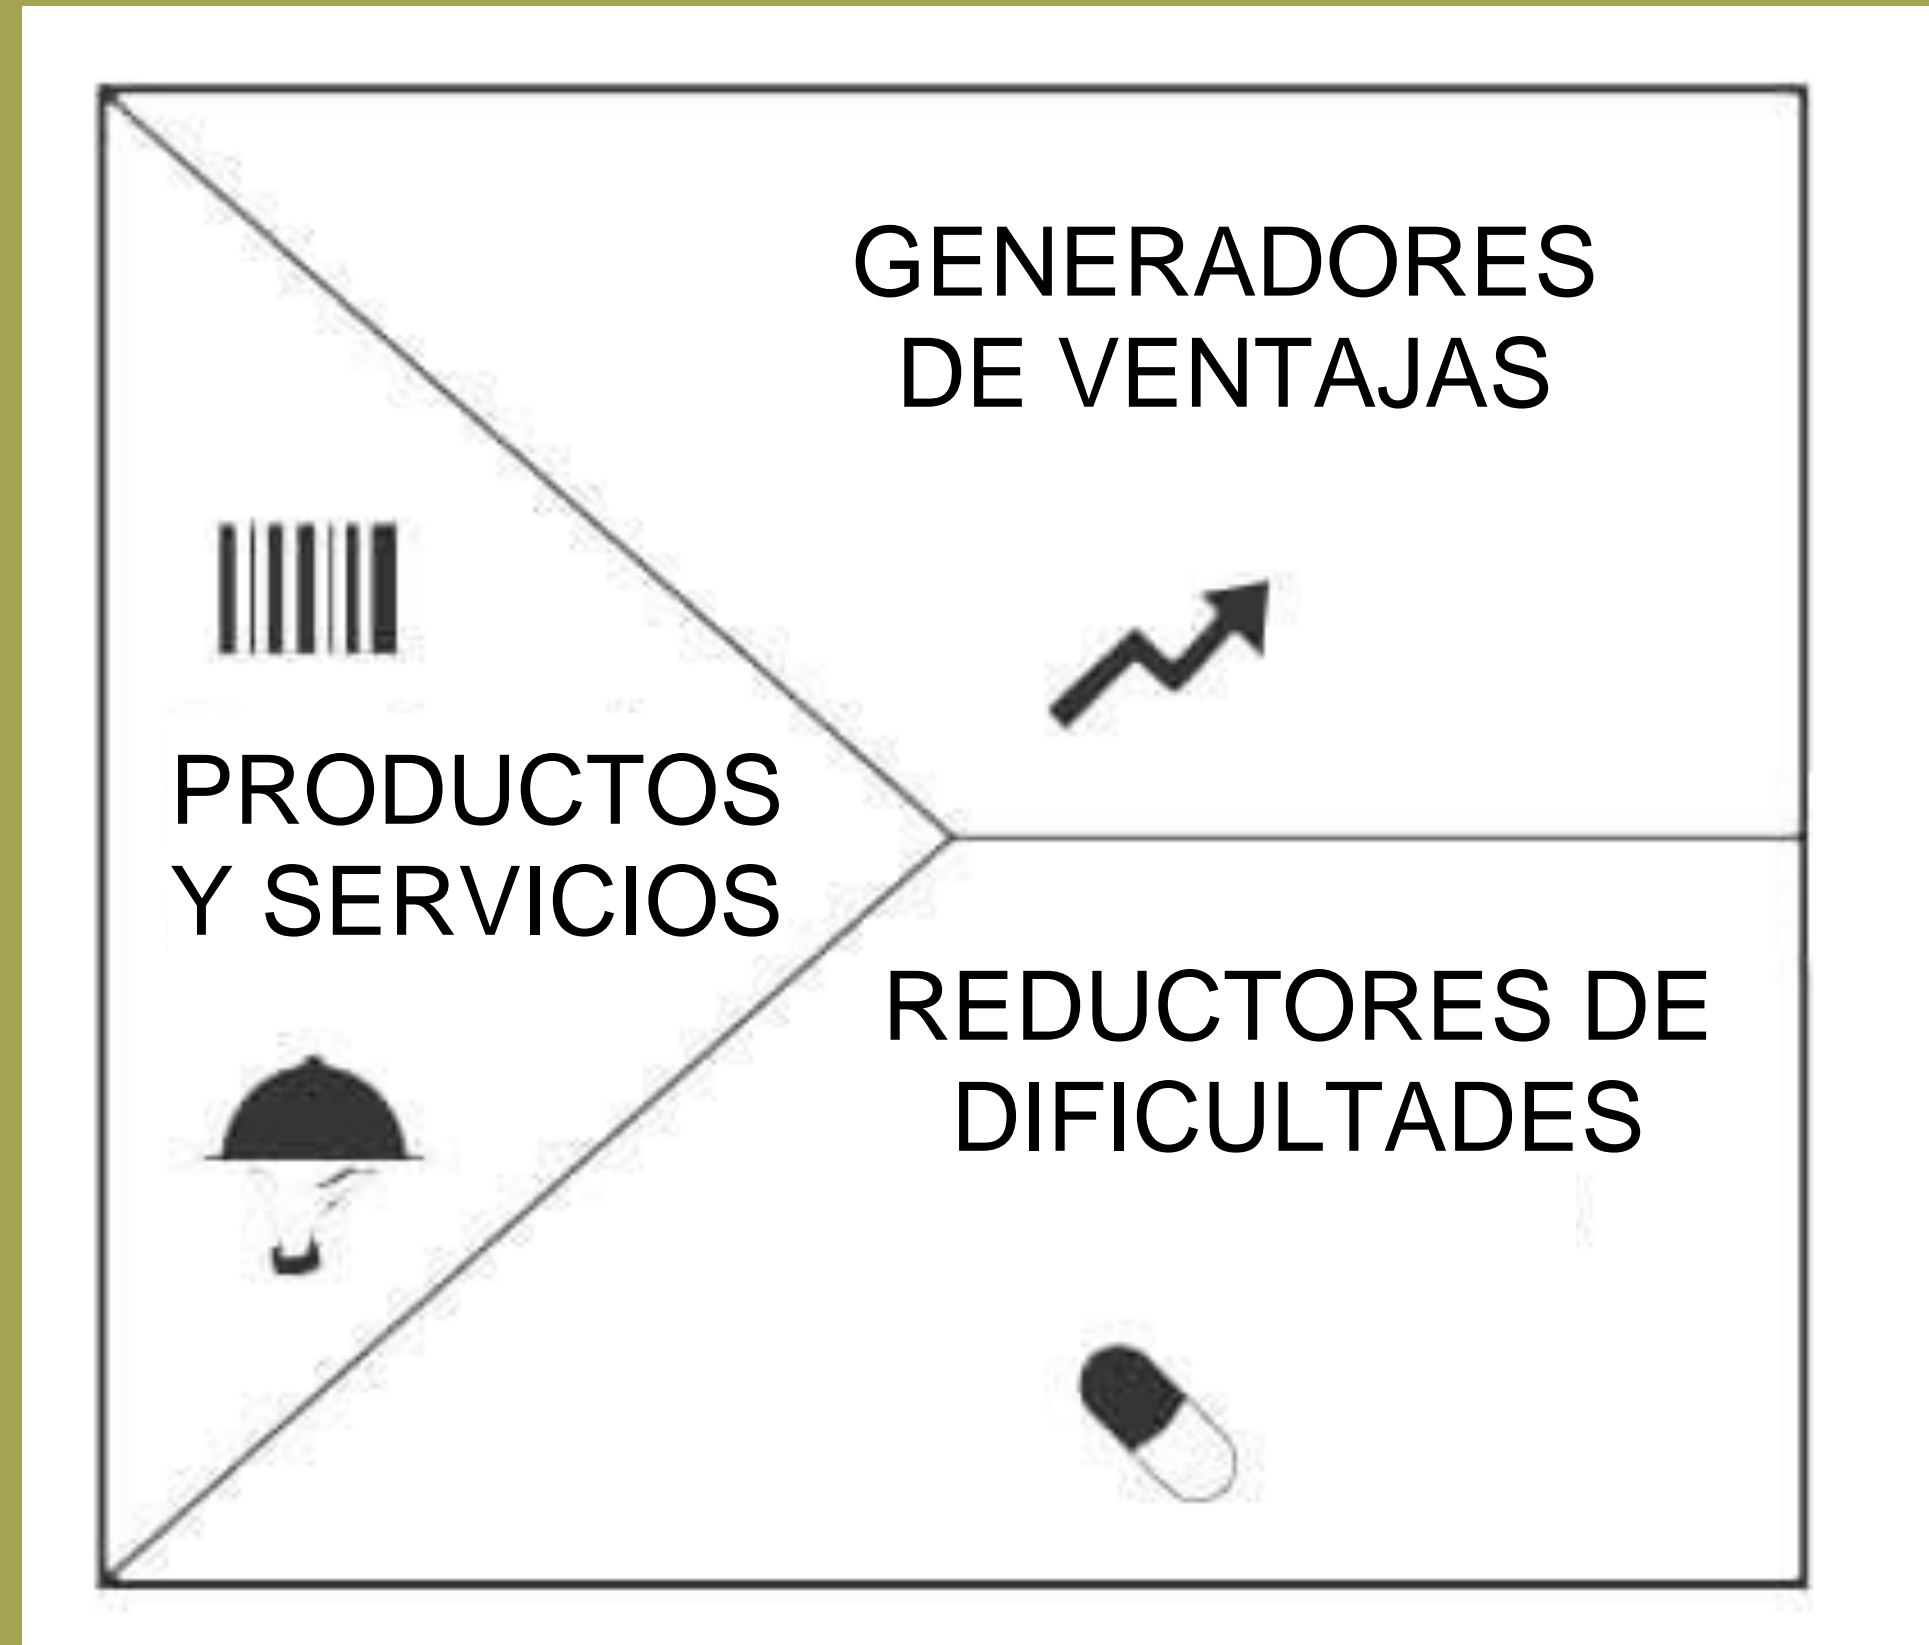 GENERADORES
DE VENTAJAS
PRODUCTOS
Y SERVICIOS
REDUCTORES DE
DIFICULTADES